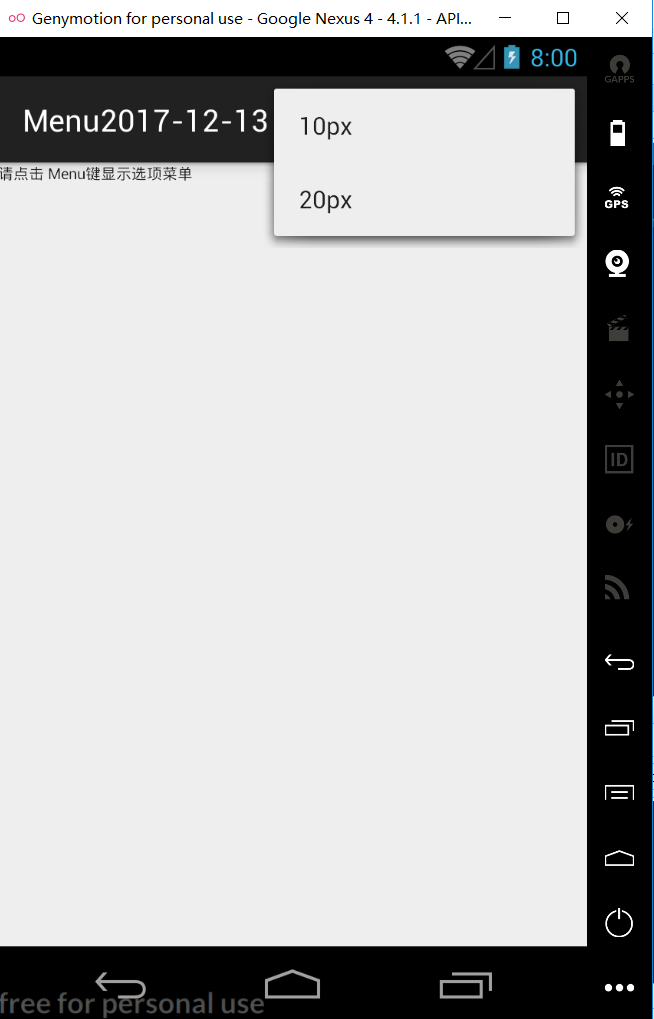 Genymotion for personal use - Google Nexus 4 - 4.1.1 - API...
8:00
GAPPS
Menu2017-12-13
10px
请点击 Menu键显示选项菜单
20px
GPS
ID
free for personal use